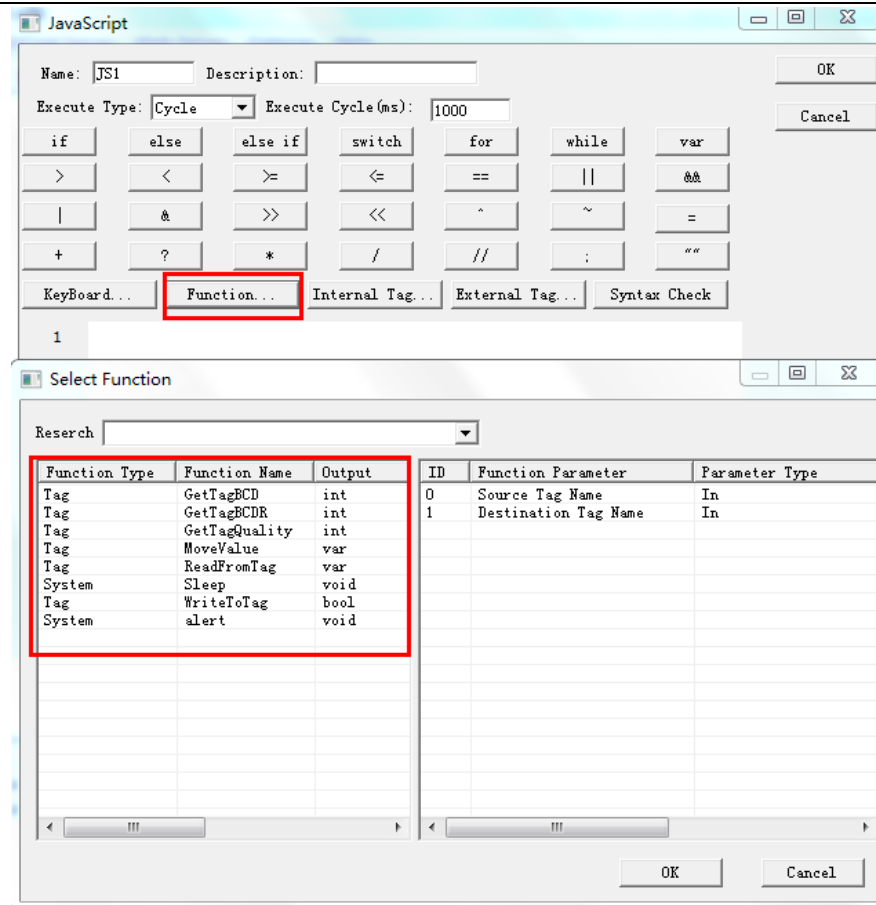 JavaScript
Name: JS1 Description:
OK
Execute Type: Cycle Execute Cycle(ms): 1000
Cancel
if else else if switch for while var
> < >= <= == || &&
| & >> << ^ ~ =
+ ? * / // ; ""
KeyBoard... Function... Internal Tag... External Tag... Syntax Check
1
Select Function
Reserch
Function Type Function Name Output ID Function Parameter Parameter Type
Tag GetTagBCD int 0 Source Tag Name In
Tag GetTagBCDR int 1 Destination Tag Name In
Tag GetTagQuality int
Tag MoveValue var
Tag ReadFromTag var
System Sleep void
Tag WriteToTag bool
System alert void
OK Cancel